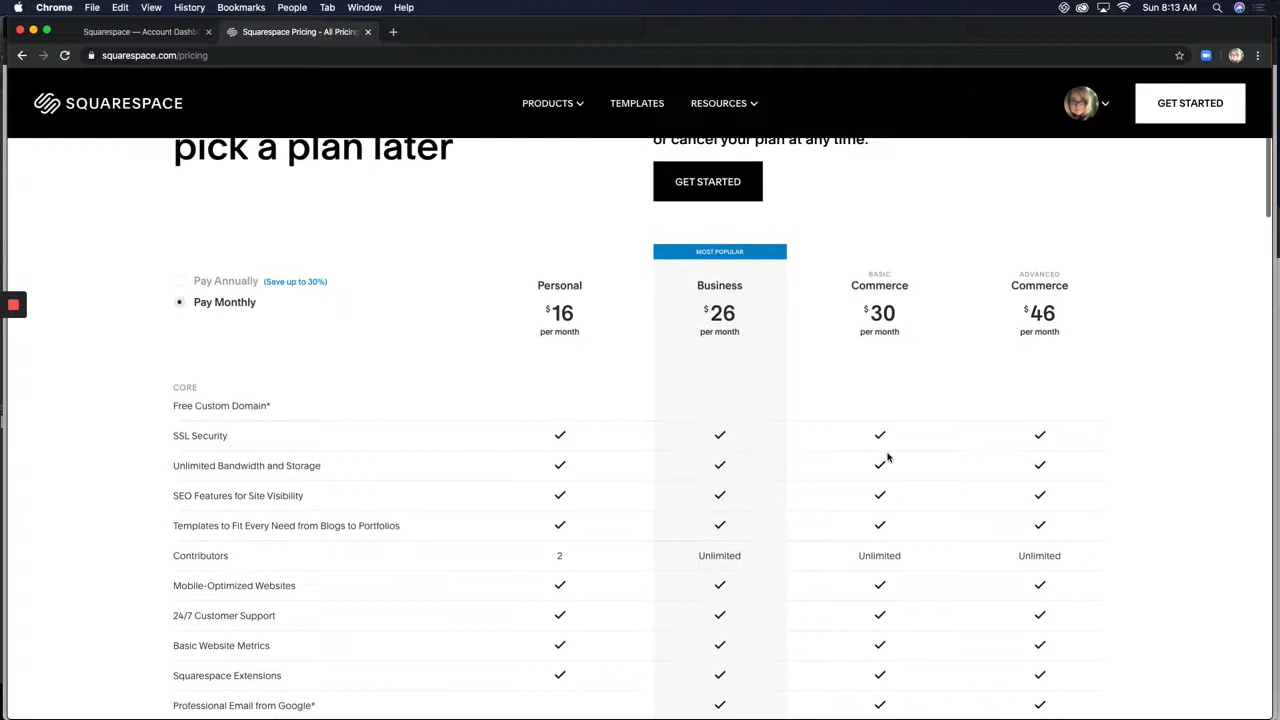 Chrome File Edit View History Bookmarks People Tab Window Help Sun 8:13 AM
Squarespace — Account Dashb Squarespace Pricing - All Pricing
squarespace.com/pricing
SQUARESPACE PRODUCTS TEMPLATES RESOURCES GET STARTED
pick a plan later
or cancel your plan at any time.
GET STARTED
MOST POPULAR
Pay Annually (Save up to 30%)
Pay Monthly
BASIC ADVANCED
Personal Business Commerce Commerce
$16 $26 $30 $46
per month per month per month per month
CORE
Free Custom Domain*
SSL Security
Unlimited Bandwidth and Storage
SEO Features for Site Visibility
Templates to Fit Every Need from Blogs to Portfolios
Contributors 2 Unlimited Unlimited Unlimited
Mobile-Optimized Websites
24/7 Customer Support
Basic Website Metrics
Squarespace Extensions
Professional Email from Google*